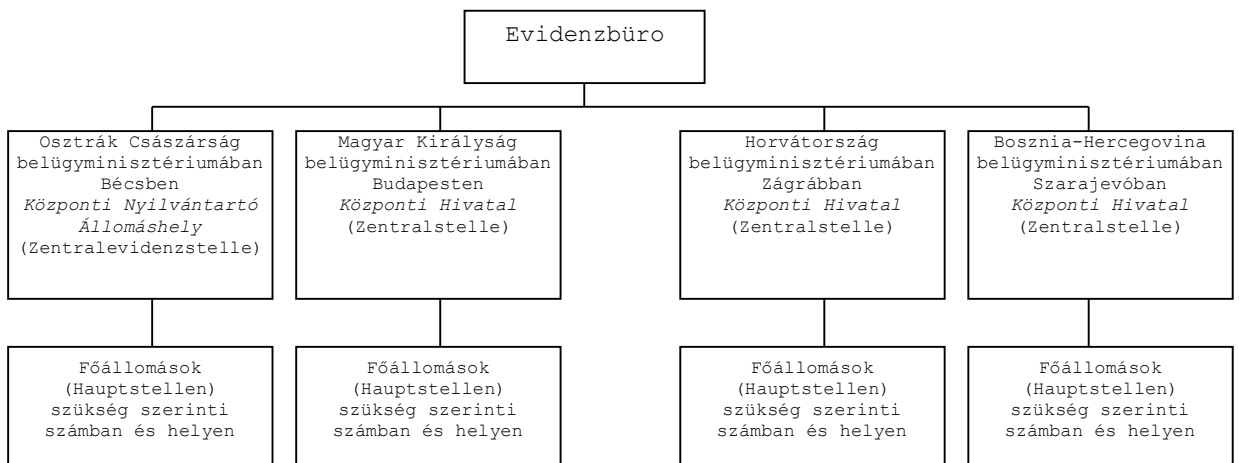 Evidenzbüro
Osztrák Császárság
belügyminisztériumában
Bécsben
Központi Nyilvántartó
Állomáshely
(Zentralevidenzstelle)
Magyar Királyság
belügyminisztériumában
Budapesten
Központi Hivatal
(Zentralstelle)
Horvátország
belügyminisztériumában
Zágrábban
Központi Hivatal
(Zentralstelle)
Bosznia-Hercegovina
belügyminisztériumában
Szarajevóban
Központi Hivatal
(Zentralstelle)
Főállomások
(Hauptstellen)
szükség szerinti
számban és helyen
Főállomások
(Hauptstellen)
szükség szerinti
számban és helyen
Főállomások
(Hauptstellen)
szükség szerinti
számban és helyen
Főállomások
(Hauptstellen)
szükség szerinti
számban és helyen